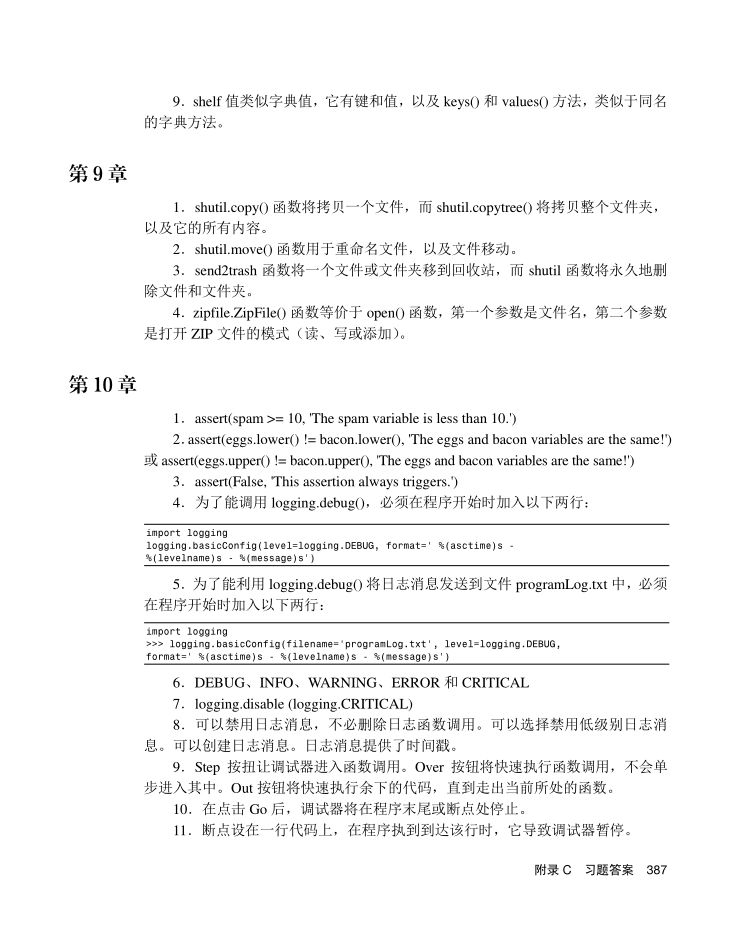 9．shelf 值类似字典值，它有键和值，以及 keys() 和 values() 方法，类似于同名
的字典方法。
第 9 章
1．shutil.copy() 函数将拷贝一个文件，而 shutil.copytree() 将拷贝整个文件夹，
以及它的所有内容。
2．shutil.move() 函数用于重命名文件，以及文件移动。
3．send2trash 函数将一个文件或文件夹移到回收站，而 shutil 函数将永久地删
除文件和文件夹。
4．zipfile.ZipFile() 函数等价于 open() 函数，第一个参数是文件名，第二个参数
是打开 ZIP 文件的模式（读、写或添加）。
第 10 章
1．assert(spam >= 10, 'The spam variable is less than 10.')
2．assert(eggs.lower() != bacon.lower(), 'The eggs and bacon variables are the same!')
或 assert(eggs.upper() != bacon.upper(), 'The eggs and bacon variables are the same!')
3．assert(False, 'This assertion always triggers.')
4．为了能调用 logging.debug()，必须在程序开始时加入以下两行：
import logging
logging.basicConfig(level=logging.DEBUG, format=' %(asctime)s -
%(levelname)s - %(message)s')
5．为了能利用 logging.debug() 将日志消息发送到文件 programLog.txt 中，必须
在程序开始时加入以下两行：
import logging
>>> logging.basicConfig(filename='programLog.txt', level=logging.DEBUG,
format=' %(asctime)s - %(levelname)s - %(message)s')
6．DEBUG、INFO、WARNING、ERROR 和 CRITICAL
7．logging.disable (logging.CRITICAL)
8．可以禁用日志消息，不必删除日志函数调用。可以选择禁用低级别日志消
息。可以创建日志消息。日志消息提供了时间戳。
9．Step 按扭让调试器进入函数调用。Over 按钮将快速执行函数调用，不会单
步进入其中。Out 按钮将快速执行余下的代码，直到走出当前所处的函数。
10．在点击 Go 后，调试器将在程序末尾或断点处停止。
11．断点设在一行代码上，在程序执到到达该行时，它导致调试器暂停。
附录 C 习题答案 387